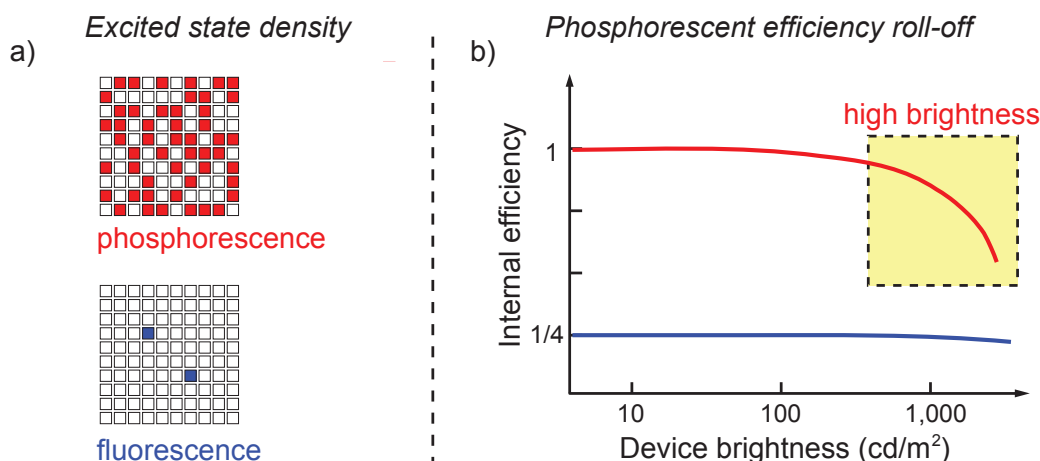 Excited state density
a)
phosphorescence
fluorescence
Phosphorescent efficiency roll-off
b)
high brightness
1
1/4
Internal efficiency
10 100 1,000
Device brightness (cd/m²)